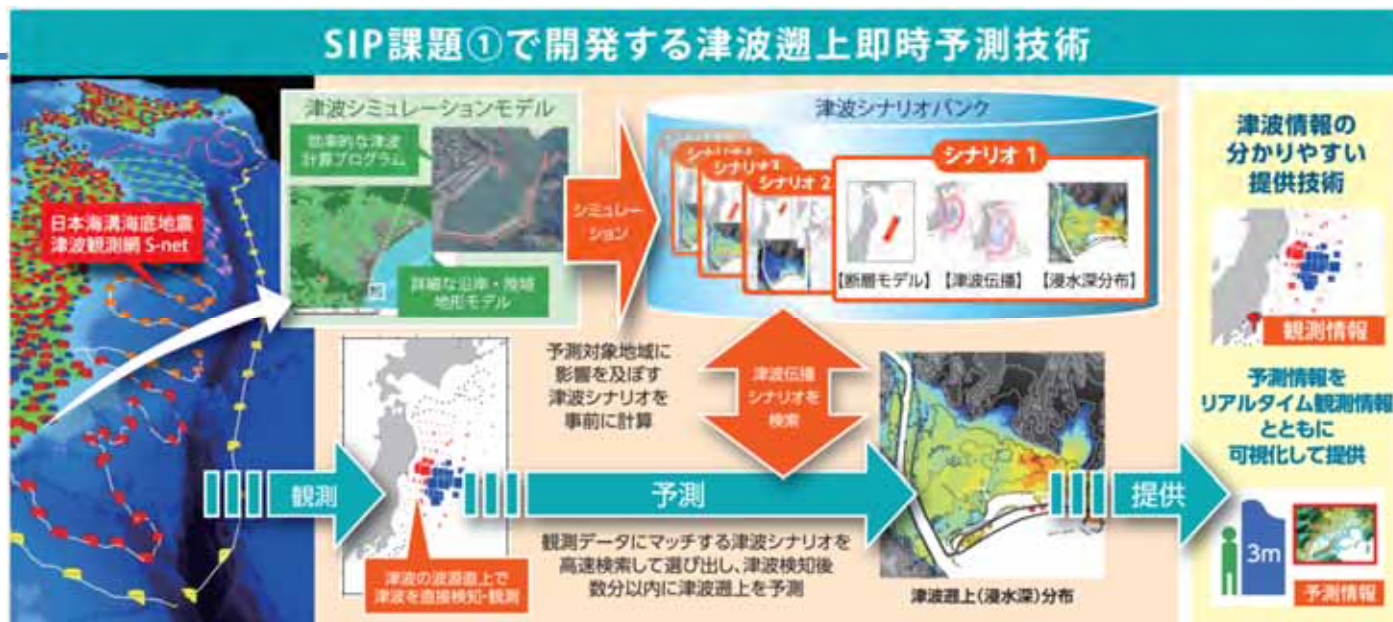 SIP課題①で開発する津波遡上即時予測技術
日本海溝海底地震
津波観測網 S-net
津波シミュレーションモデル
効率的な津波
計算プログラム
詳細な沿岸・陸域
地形モデル
シミュレー
ション
津波シナリオバンク
シナリオ 2
シナリオ 1
【断層モデル】
【津波伝播】
【浸水深分布】
予測対象地域に
影響を及ぼす
津波シナリオを
事前に計算
津波伝播
シナリオを
検索
観測
予測
提供
津波の波源直上で
津波を直接検知・観測
観測データにマッチする津波シナリオを
高速検索して選び出し、津波検知後
数分以内に津波遡上を予測
津波遡上(浸水深)分布
津波情報の
分かりやすい
提供技術
観測情報
予測情報を
リアルタイム観測情報
とともに
可視化して提供
3m
予測情報